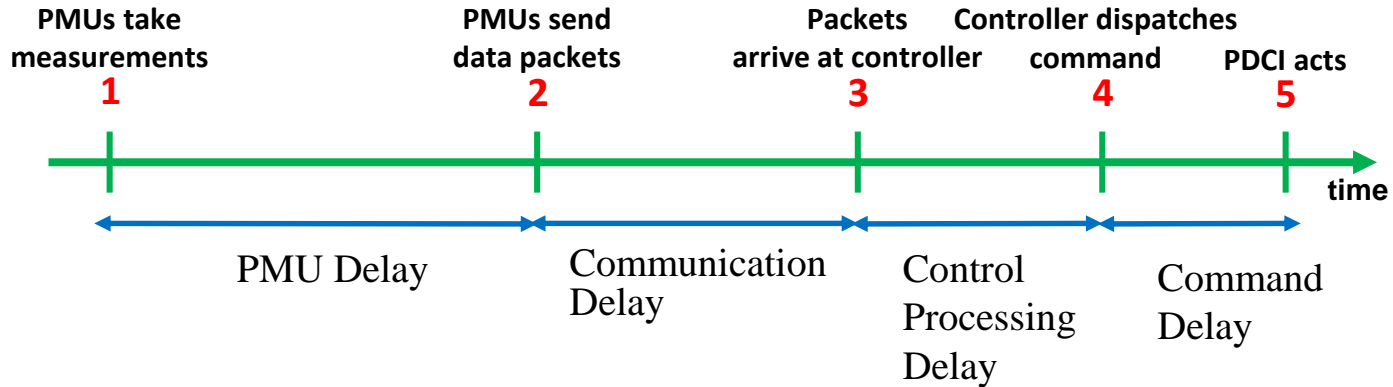 PMUs take
measurements
1
PMUs send
data packets
2
Packets
arrive at controller
3
Controller dispatches
command
4
PDCI acts
5
time
PMU Delay
Communication
Delay
Control
Processing
Delay
Command
Delay